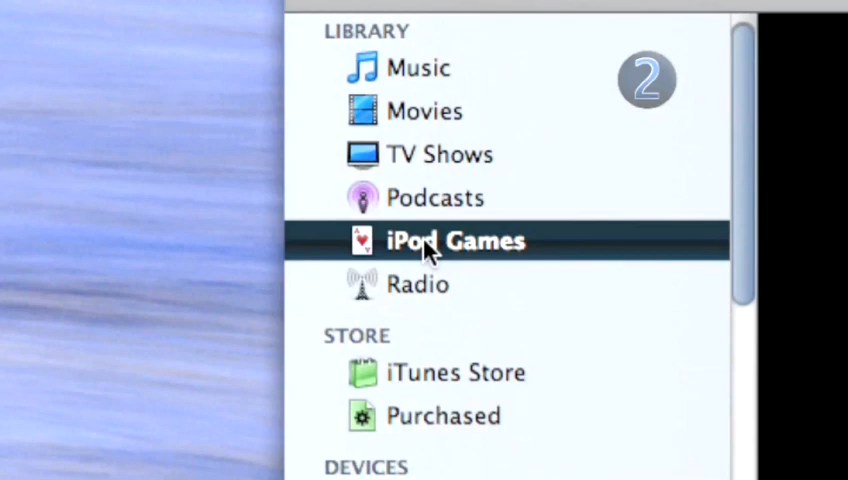 LIBRARY
2
Music
Movies
TV Shows
Podcasts
iPod Games
Radio
STORE
iTunes Store
Purchased
DEVICES